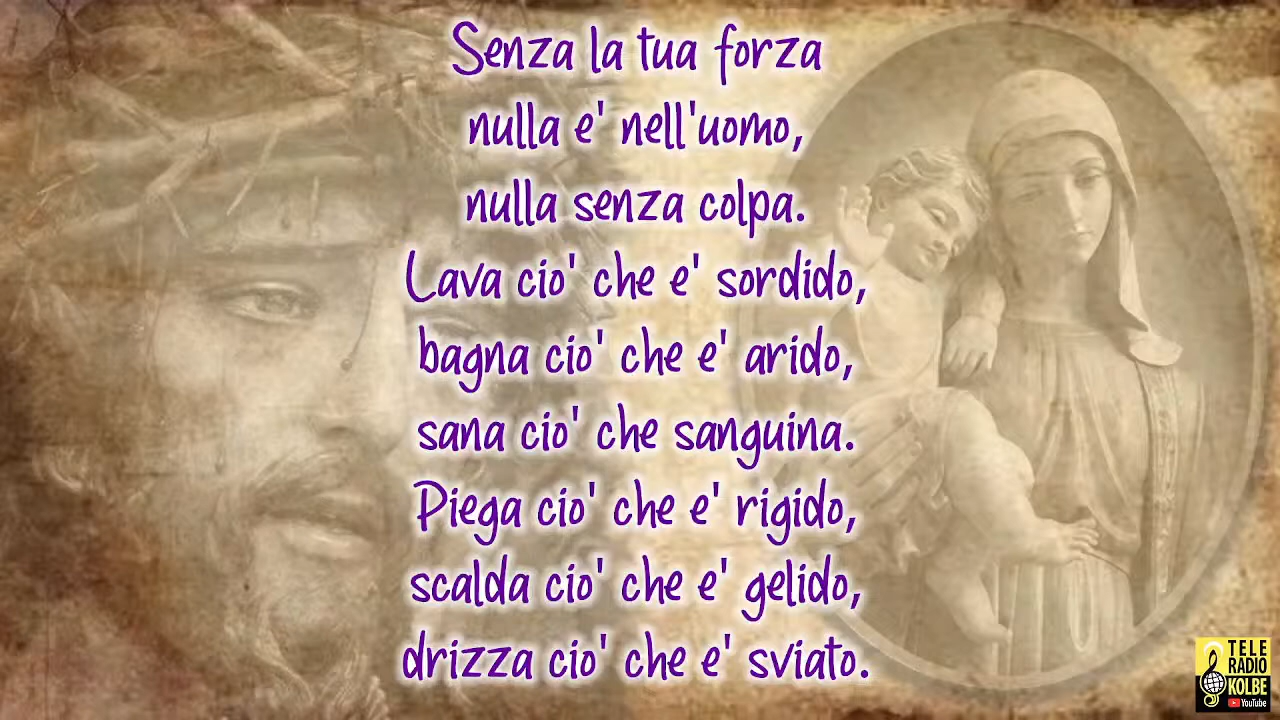 Senza la tua forza
nulla e' nell'uomo,
nulla senza colpa.
Lava cio' che e' sordido,
bagna cio' che e' arido,
sana cio' che sanguina.
Piega cio' che e' rigido,
scalda cio' che e' gelido,
drizza cio' che e' sviato.
TELE
RADIO
KOLBE
YouTube